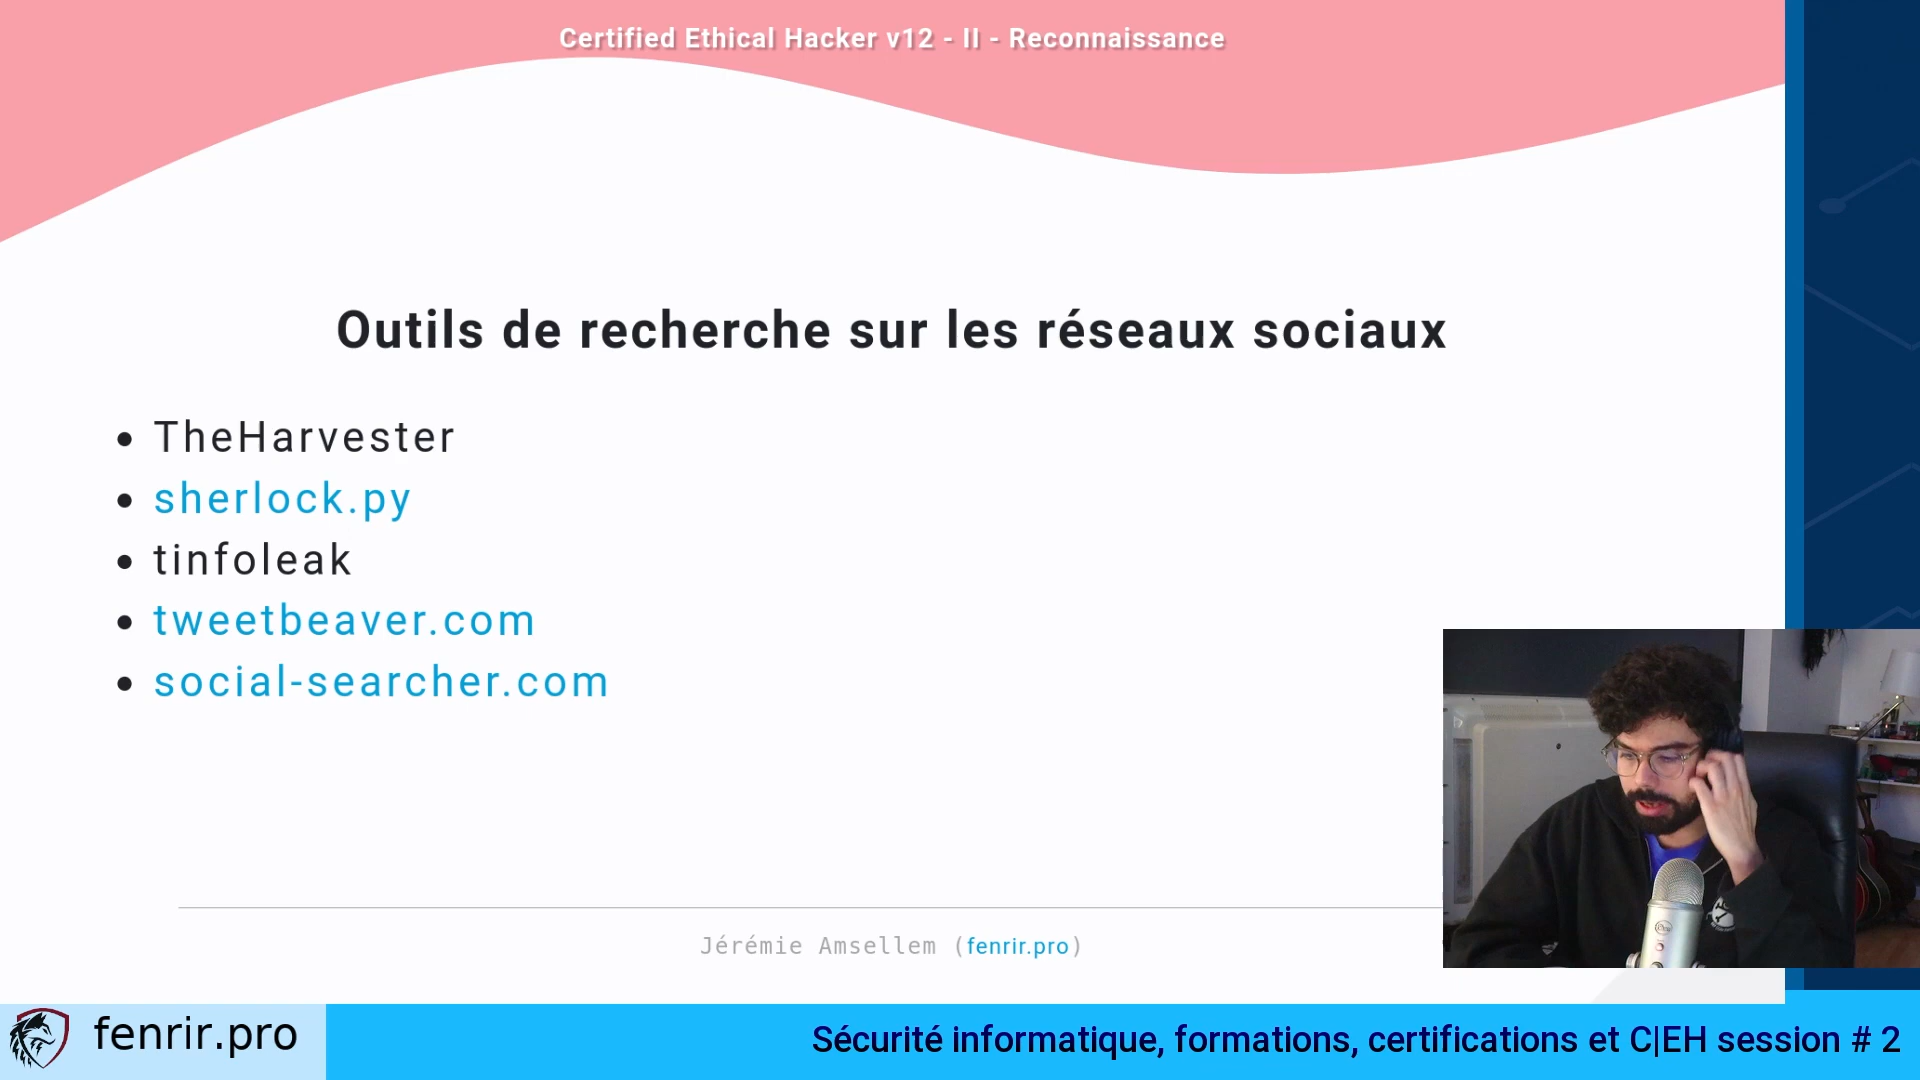 Certified Ethical Hacker v12 - II - Reconnaissance
Outils de recherche sur les réseaux sociaux
TheHarvester
sherlock.py
tinfoleak
tweetbeaver.com
social-searcher.com
Jérémie Amsellem (fenrir.pro)
fenrir.pro
Sécurité informatique, formations, certifications et C|EH session # 2